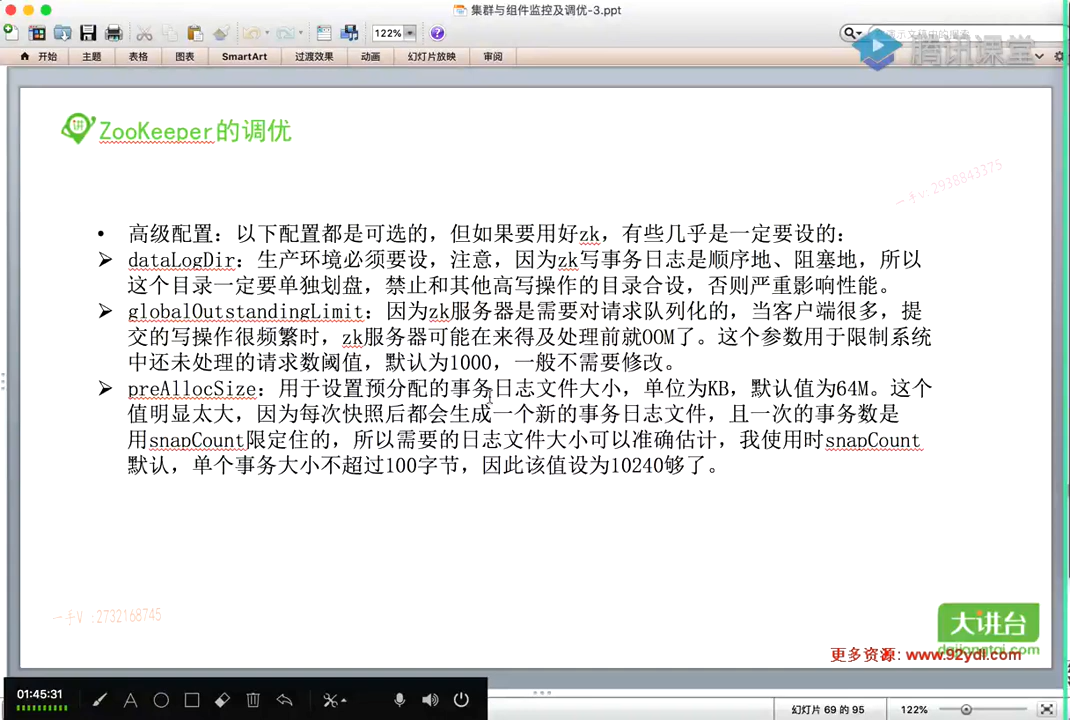 集群与组件监控及调优-3.ppt
122%
腾讯课堂
开始 主题 表格 图表 SmartArt 过渡效果 动画 幻灯片放映 审阅
ZooKeeper的调优
一手v:2938843375
• 高级配置：以下配置都是可选的，但如果要用好zk，有些几乎是一定要设的：
➢ dataLogDir：生产环境必须要设，注意，因为zk写事务日志是顺序地、阻塞地，所以
这个目录一定要单独划盘，禁止和其他高写操作的目录合设，否则严重影响性能。
➢ globalOutstandingLimit：因为zk服务器是需要对请求队列化的，当客户端很多，提
交的写操作很频繁时，zk服务器可能在来得及处理前就OOM了。这个参数用于限制系统
中还未处理的请求数阈值，默认为1000，一般不需要修改。
➢ preAllocSize：用于设置预分配的事务日志文件大小，单位为KB，默认值为64M。这个
值明显太大，因为每次快照后都会生成一个新的事务日志文件，且一次的事务数是
用snapCount限定住的，所以需要的日志文件大小可以准确估计，我使用时snapCount
默认，单个事务大小不超过100字节，因此该值设为10240够了。
一手V :2732168745
大讲台
dajiangtai.com
更多资源: www.92ydl.com
01:45:31
幻灯片 69 的 95 122%